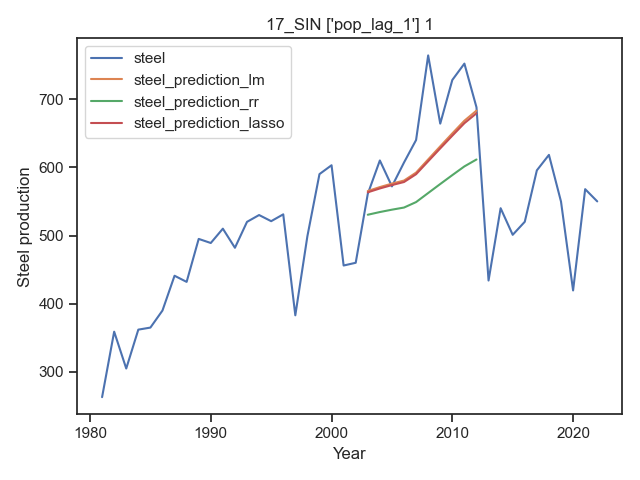 17_SIN ['pop_lag_1'] 1
steel
steel_prediction_lm
steel_prediction_rr
steel_prediction_lasso
Steel production
700
600
500
400
300
1980
1990
2000
2010
2020
Year